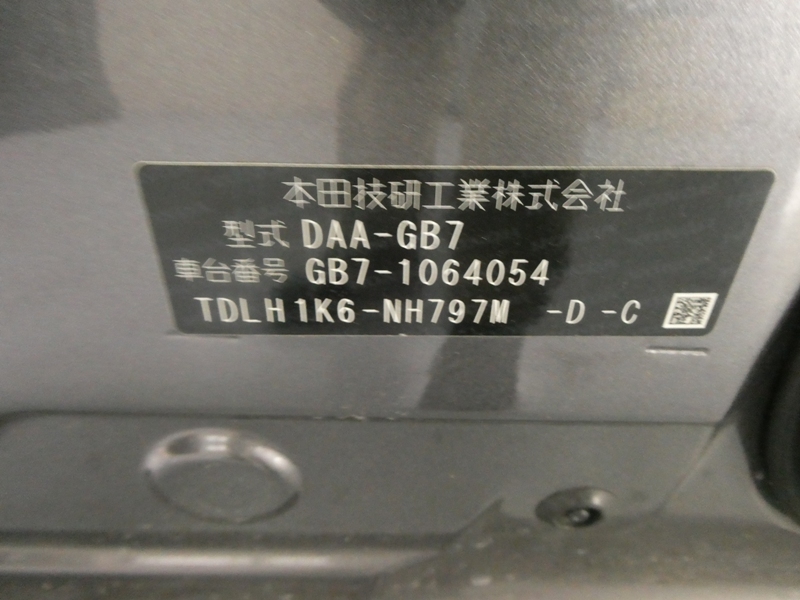 本田技研工業株式会社
型式 DAA-GB7
車台番号 GB7-1064054
TDLH1K6-NH797M -D -C